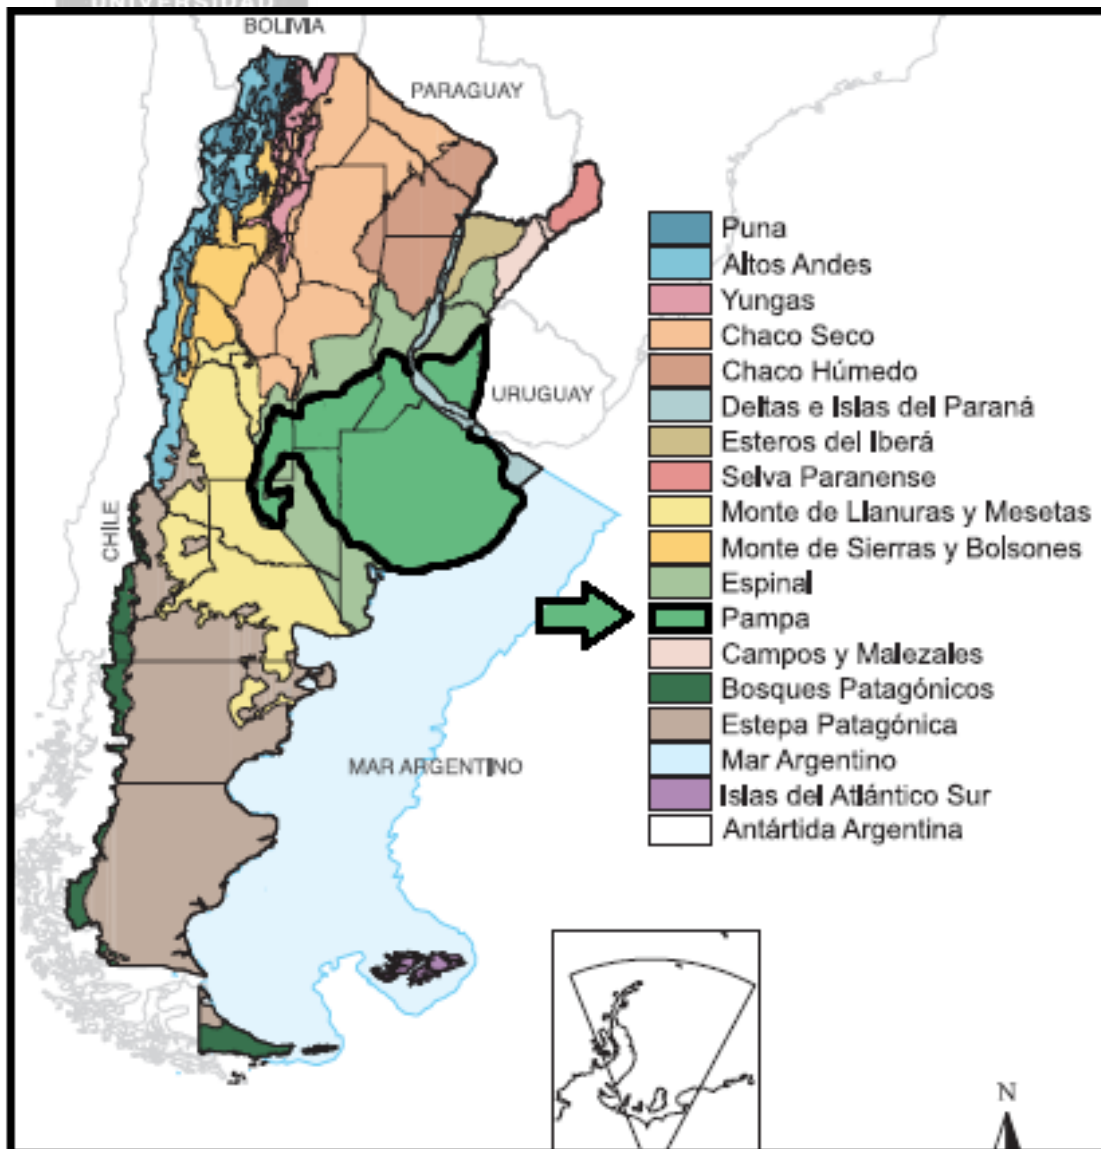 UNIVERSIDAD
BOLIVIA
PARAGUAY
URUGUAY
CHILE
MAR ARGENTINO
Puna
Altos Andes
Yungas
Chaco Seco
Chaco Húmedo
Deltas e Islas del Paraná
Esteros del Iberá
Selva Paranense
Monte de Llanuras y Mesetas
Monte de Sierras y Bolsones
Espinal
Pampa
Campos y Malezales
Bosques Patagónicos
Estepa Patagónica
Mar Argentino
Islas del Atlántico Sur
Antártida Argentina
N